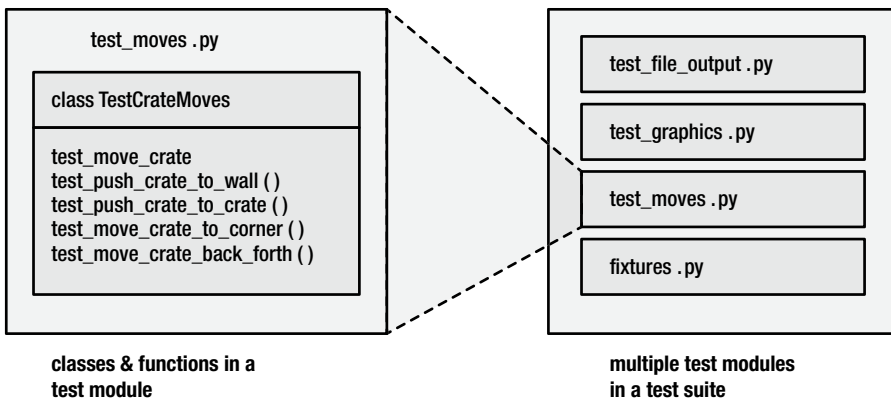 test_moves .py
class TestCrateMoves
test_move_crate
test_push_crate_to_wall ( )
test_push_crate_to_crate ( )
test_move_crate_to_corner ( )
test_move_crate_back_forth ( )
classes & functions in a
test module
test_file_output .py
test_graphics .py
test_moves .py
fixtures .py
multiple test modules
in a test suite